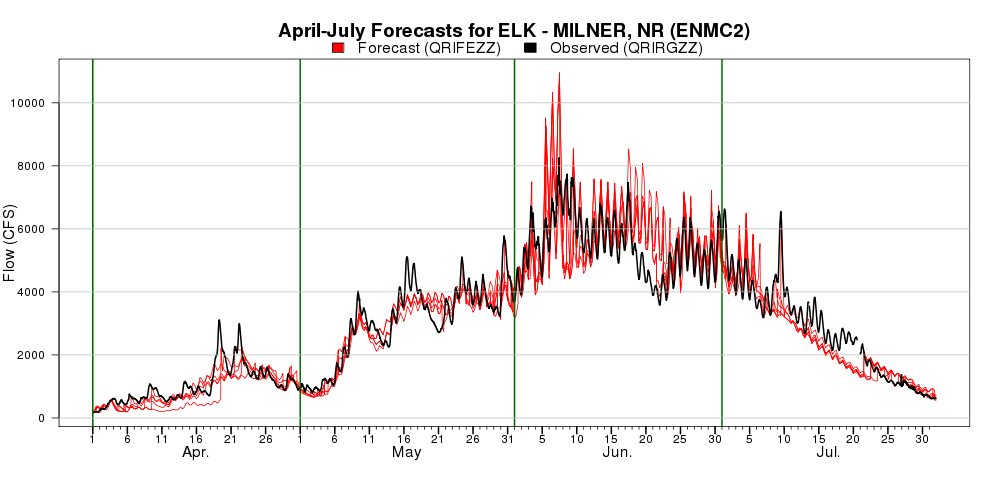 April-July Forecasts for ELK - MILNER, NR (ENMC2)
Forecast (QRIFEZZ) Observed (QRIRGZZ)
Flow (CFS)
10000
8000
6000
4000
2000
0
1 6 11 16 21 26 1 6 11 16 21 26 31 5 10 15 20 25 30 5 10 15 20 25 30
Apr. May Jun. Jul.